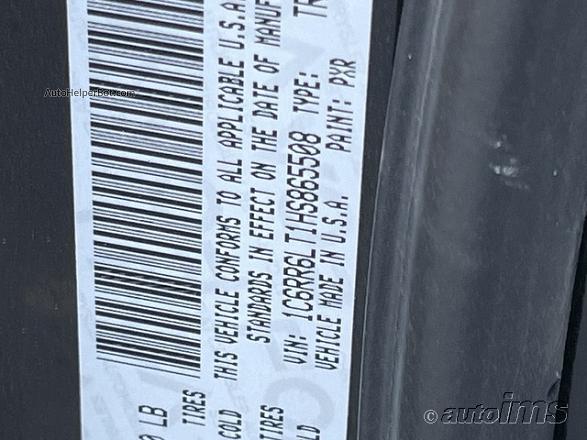 AutoHelperBot.com
THIS VEHICLE CONFORMS TO ALL APPLICABLE U.S.A.
STANDARDS IN EFFECT ON THE DATE OF MANUF
VIN: 1C6RR6LT1HS865508 TYPE: TR
VEHICLE MADE IN U.S.A. PAINT: PXR
LB
TIRES
COLD
TIRES
COLD
© autoims